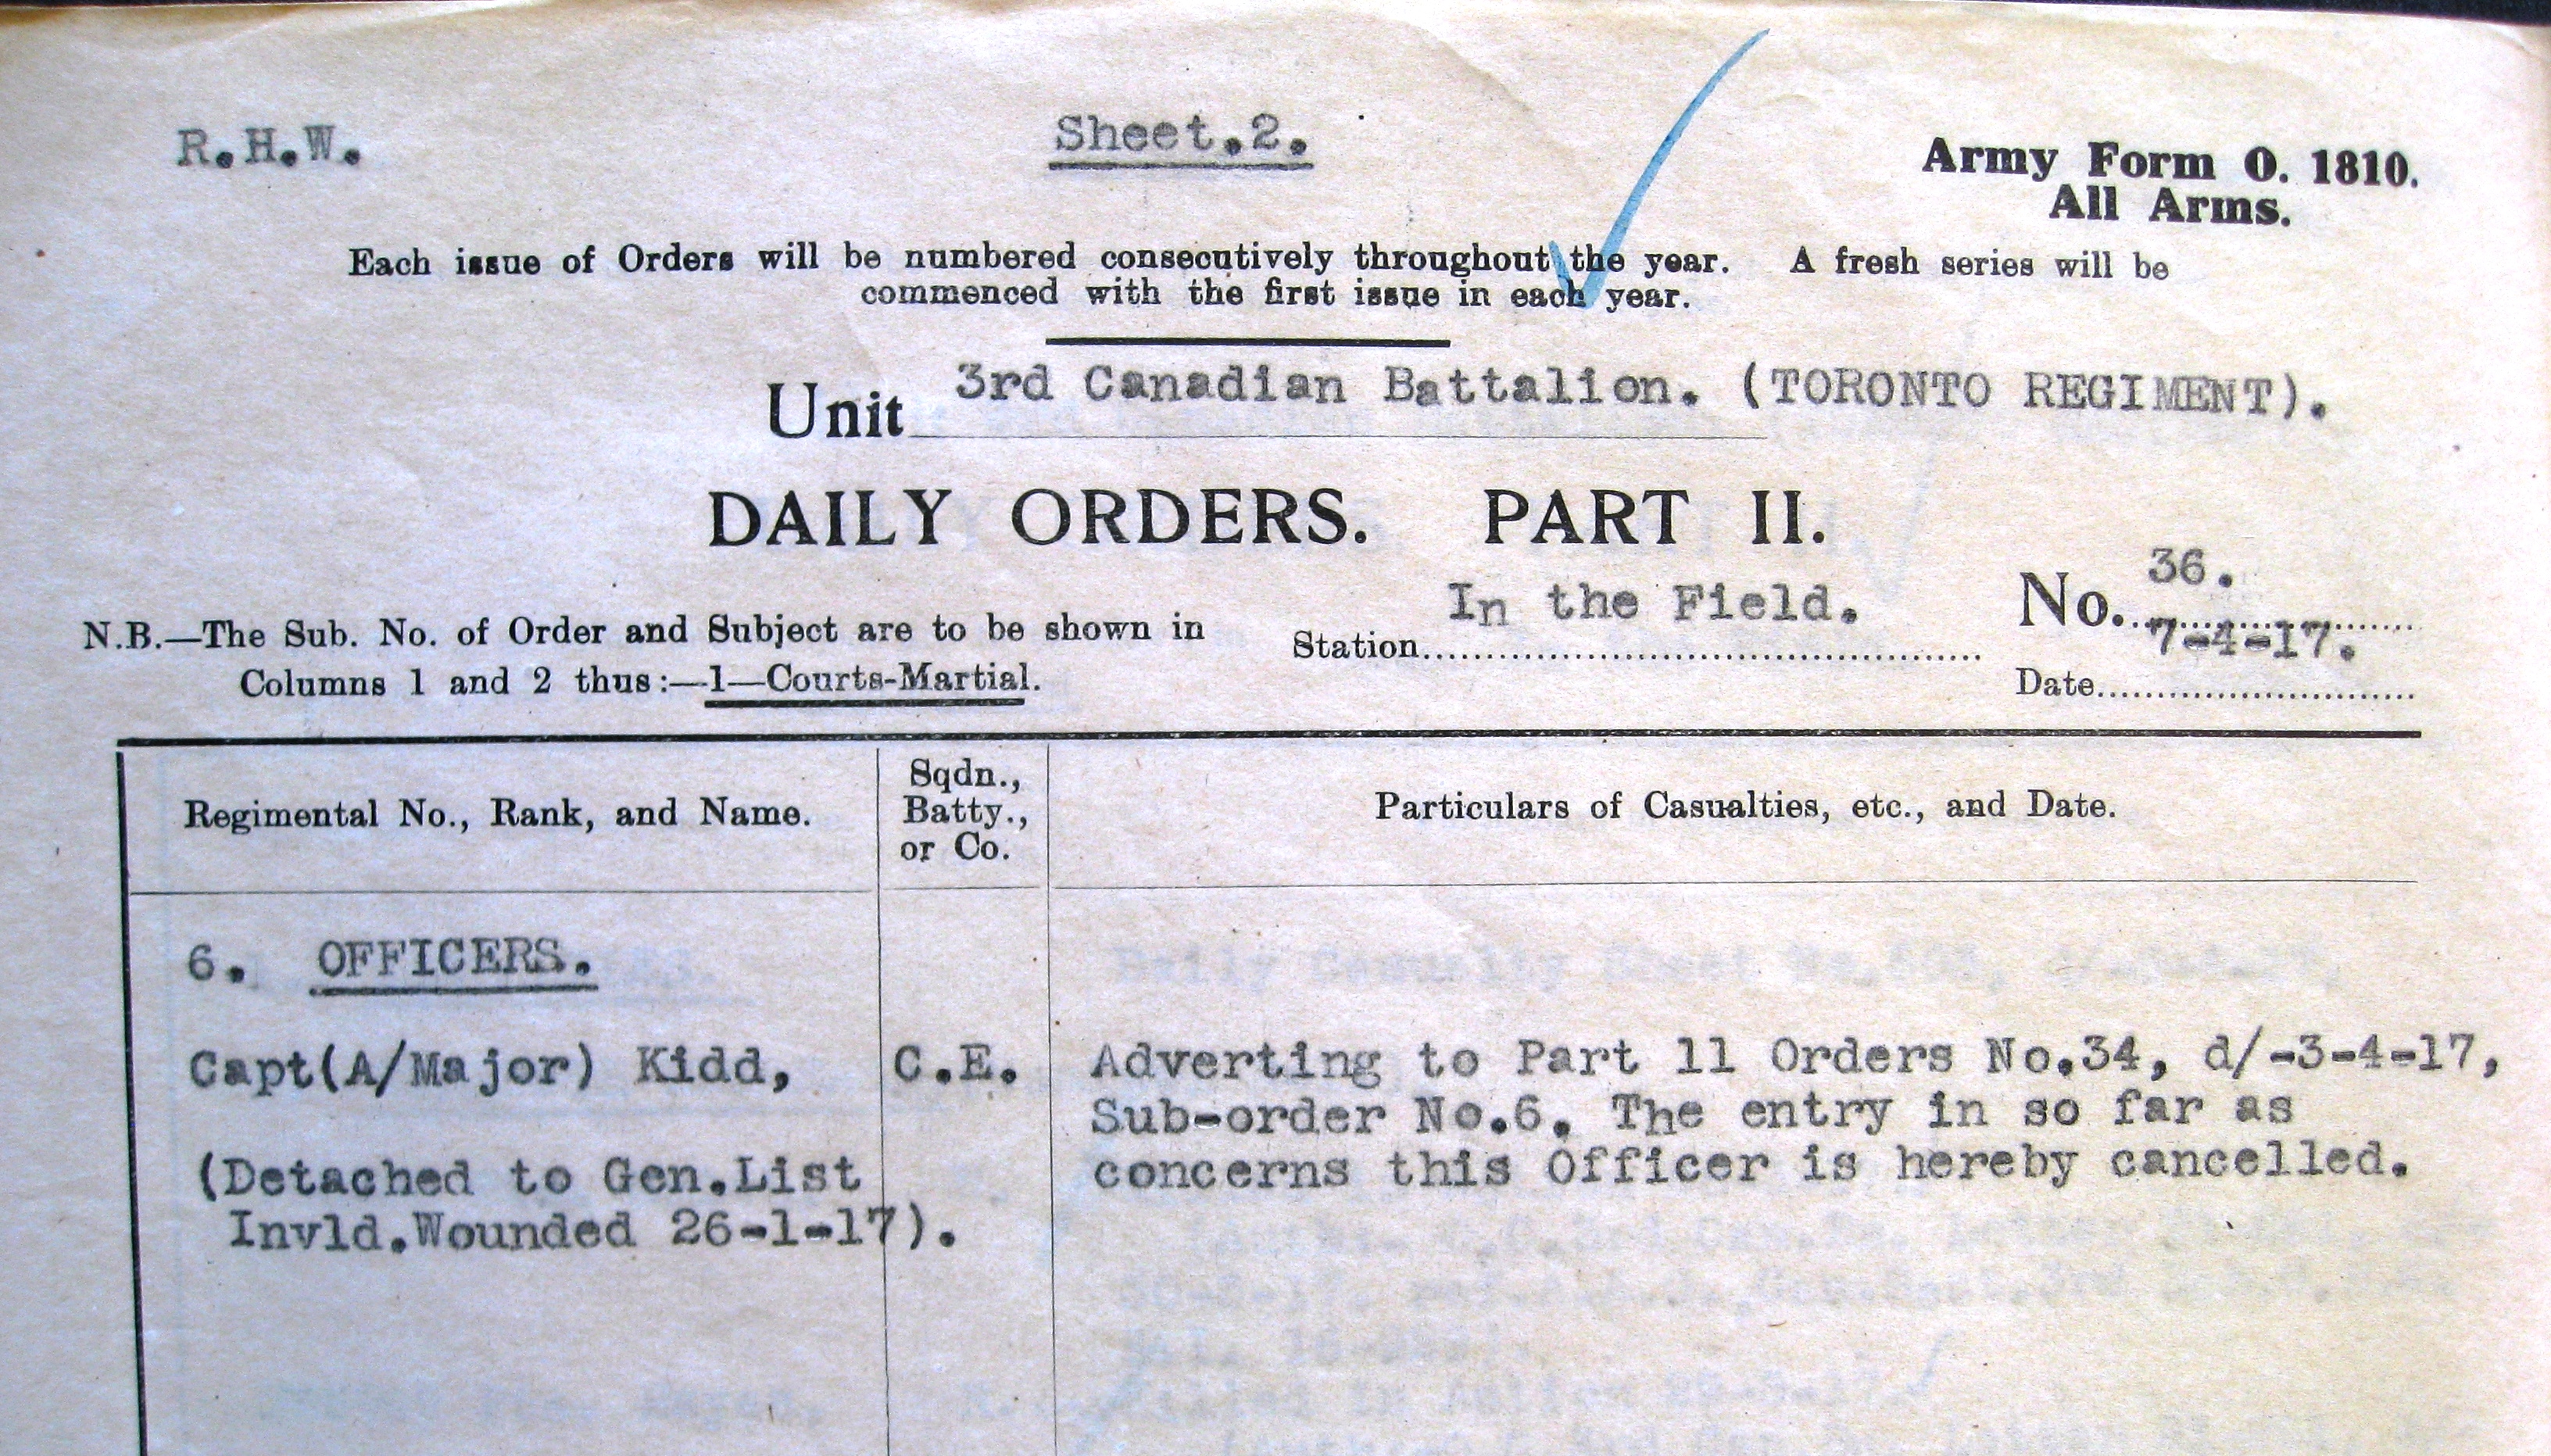 R.H.W.
Sheet.2.
Army Form O. 1810.
All Arms.
Each issue of Orders will be numbered consecutively throughout the year. A fresh series will be
commenced with the first issue in each year.
Unit 3rd Canadian Battalion. (TORONTO REGIMENT).
DAILY ORDERS. PART II.
N.B.—The Sub. No. of Order and Subject are to be shown in
Columns 1 and 2 thus:—1—Courts-Martial.
Station In the Field.
No. 36.
Date 7-4-17.
Regimental No., Rank, and Name.
Sqdn.,
Batty.,
or Co.
Particulars of Casualties, etc., and Date.
6. OFFICERS.
Capt(A/Major) Kidd, C.E. Adverting to Part 11 Orders No.34, d/-3-4-17,
Sub-order No.6. The entry in so far as
concerns this Officer is hereby cancelled.
(Detached to Gen.List
Invld.Wounded 26-1-17).